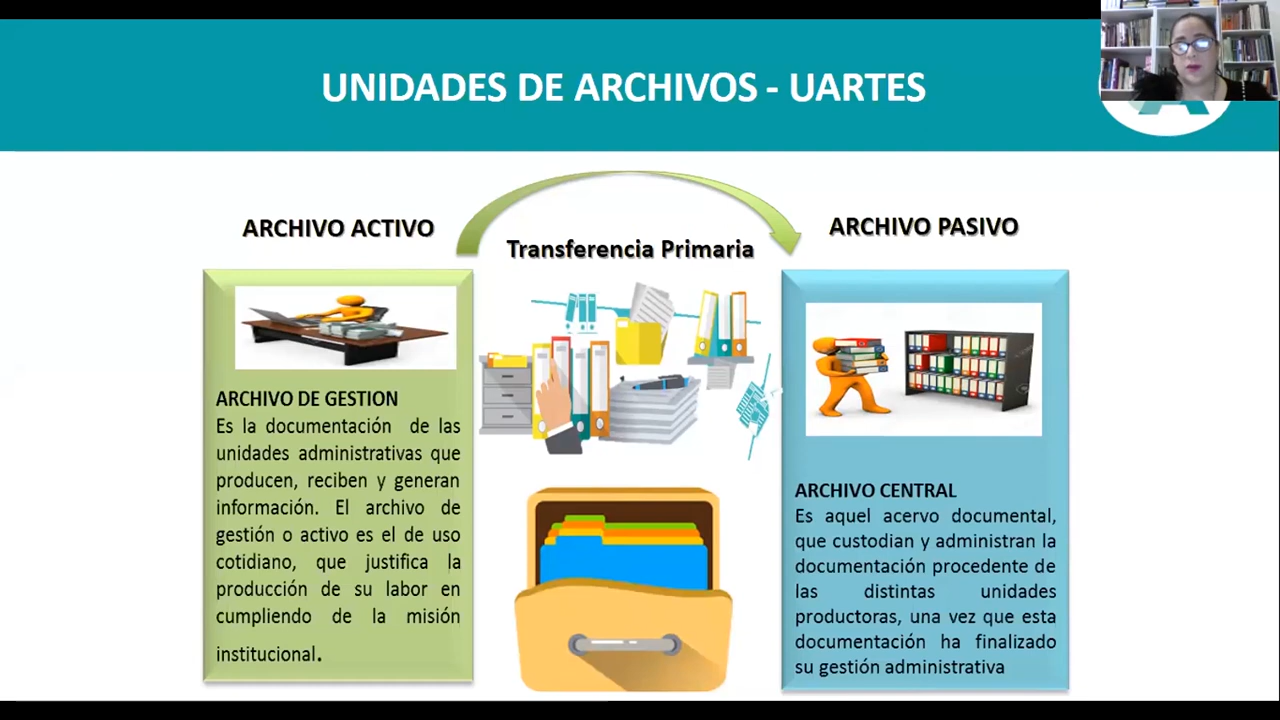 UNIDADES DE ARCHIVOS - UARTES
ARCHIVO ACTIVO
Transferencia Primaria
ARCHIVO PASIVO
ARCHIVO DE GESTION
Es la documentación de las
unidades administrativas que
producen, reciben y generan
información. El archivo de
gestión o activo es el de uso
cotidiano, que justifica la
producción de su labor en
cumpliendo de la misión
institucional.
ARCHIVO CENTRAL
Es aquel acervo documental,
que custodian y administran la
documentación procedente de
las distintas unidades
productoras, una vez que esta
documentación ha finalizado
su gestión administrativa